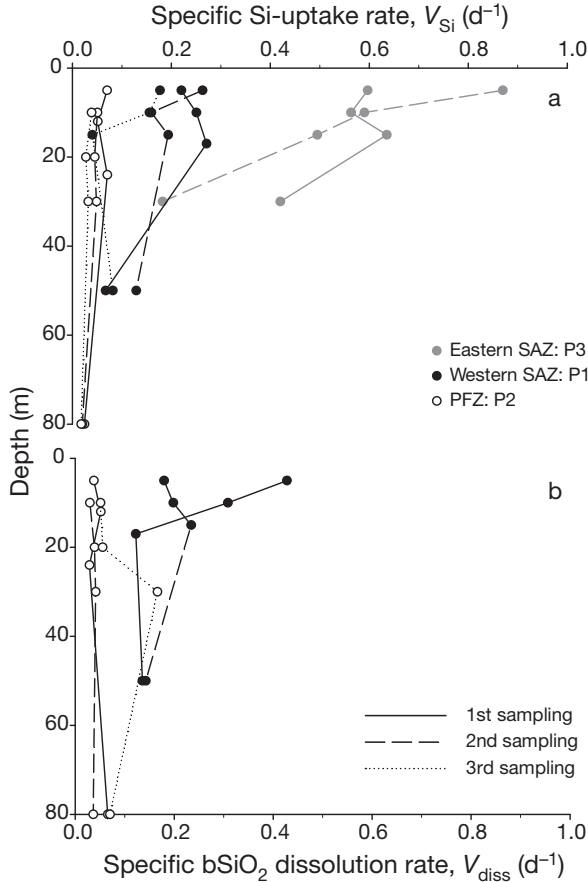 Specific Si-uptake rate, V_Si (d⁻¹)
0.0 0.2 0.4 0.6 0.8 1.0
0
a
20
40
60
80
Eastern SAZ: P3
Western SAZ: P1
PFZ: P2
Depth (m)
0
b
20
40
60
80
1st sampling
2nd sampling
3rd sampling
0.0 0.2 0.4 0.6 0.8 1.0
Specific bSiO₂ dissolution rate, V_diss (d⁻¹)